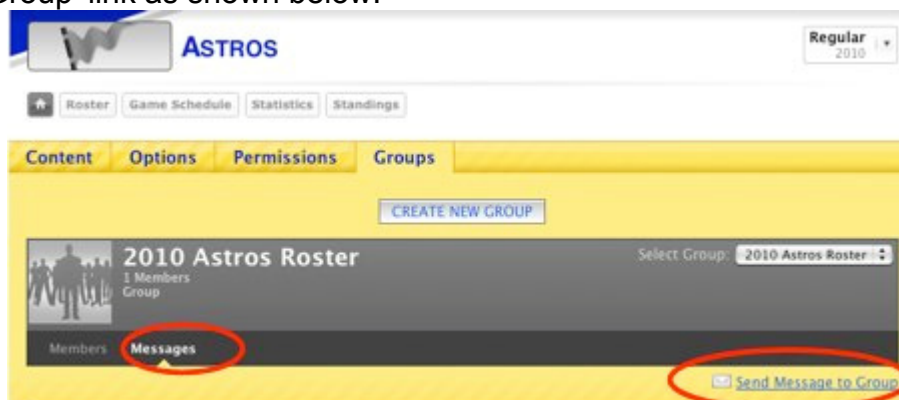 Group' link as shown below.
ASTROS
Regular
2010
Roster Game Schedule Statistics Standings
Content Options Permissions Groups
CREATE NEW GROUP
2010 Astros Roster
1 Members
Group
Select Group: 2010 Astros Roster
Members Messages
Send Message to Group